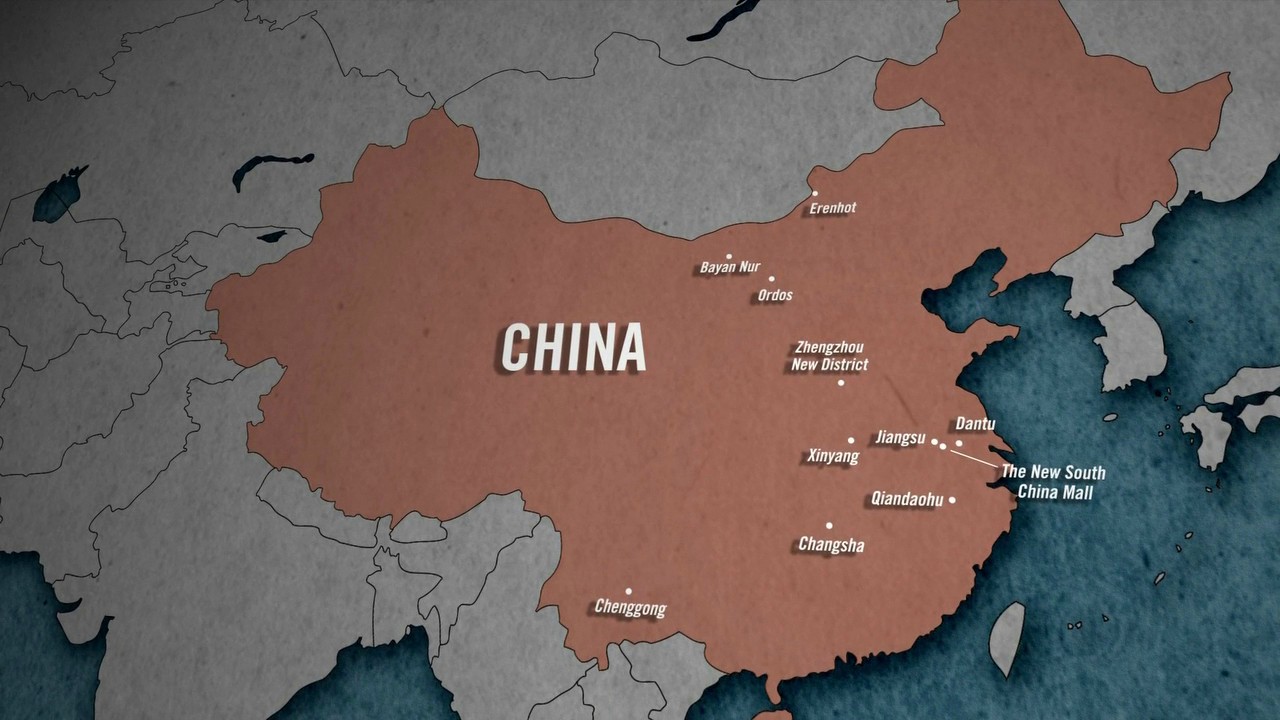 Erenhot
Bayan Nur
Ordos
CHINA
Zhengzhou
New District
Dantu
Jiangsu
Xinyang
The New South
China Mall
Qiandaohu
Changsha
Chenggong